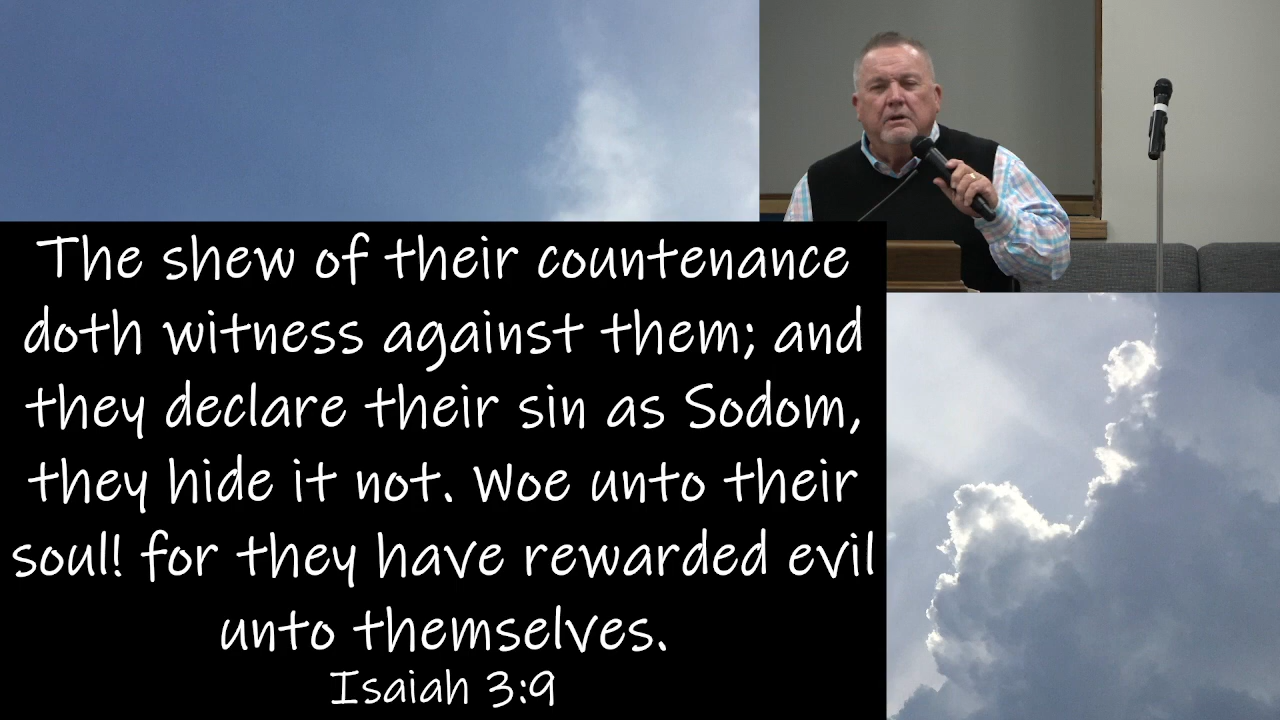 The shew of their countenance
doth witness against them; and
they declare their sin as Sodom,
they hide it not. Woe unto their
soul! for they have rewarded evil
unto themselves.
Isaiah 3:9